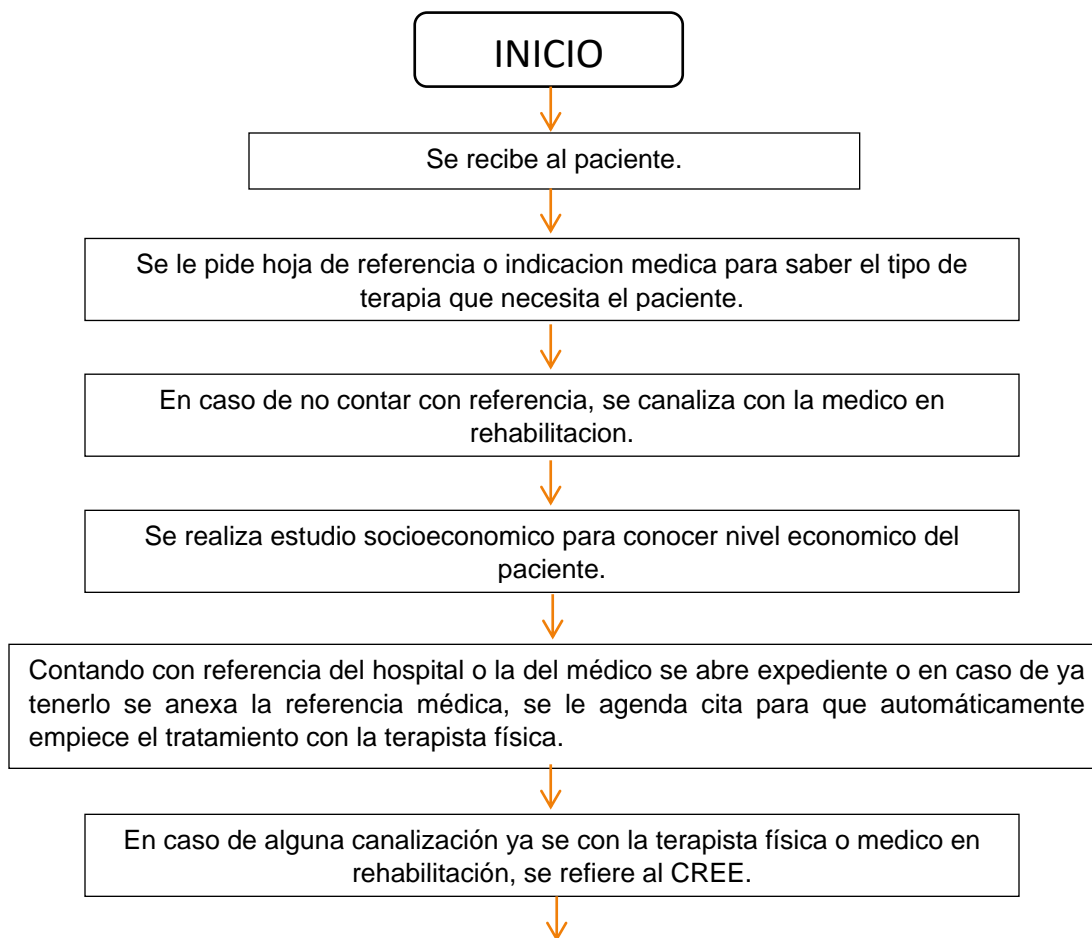 INICIO
Se recibe al paciente.
Se le pide hoja de referencia o indicacion medica para saber el tipo de
terapia que necesita el paciente.
En caso de no contar con referencia, se canaliza con la medico en
rehabilitacion.
Se realiza estudio socioeconomico para conocer nivel economico del
paciente.
Contando con referencia del hospital o la del médico se abre expediente o en caso de ya
tenerlo se anexa la referencia médica, se le agenda cita para que automáticamente
empiece el tratamiento con la terapista física.
En caso de alguna canalización ya se con la terapista física o medico en
rehabilitación, se refiere al CREE.